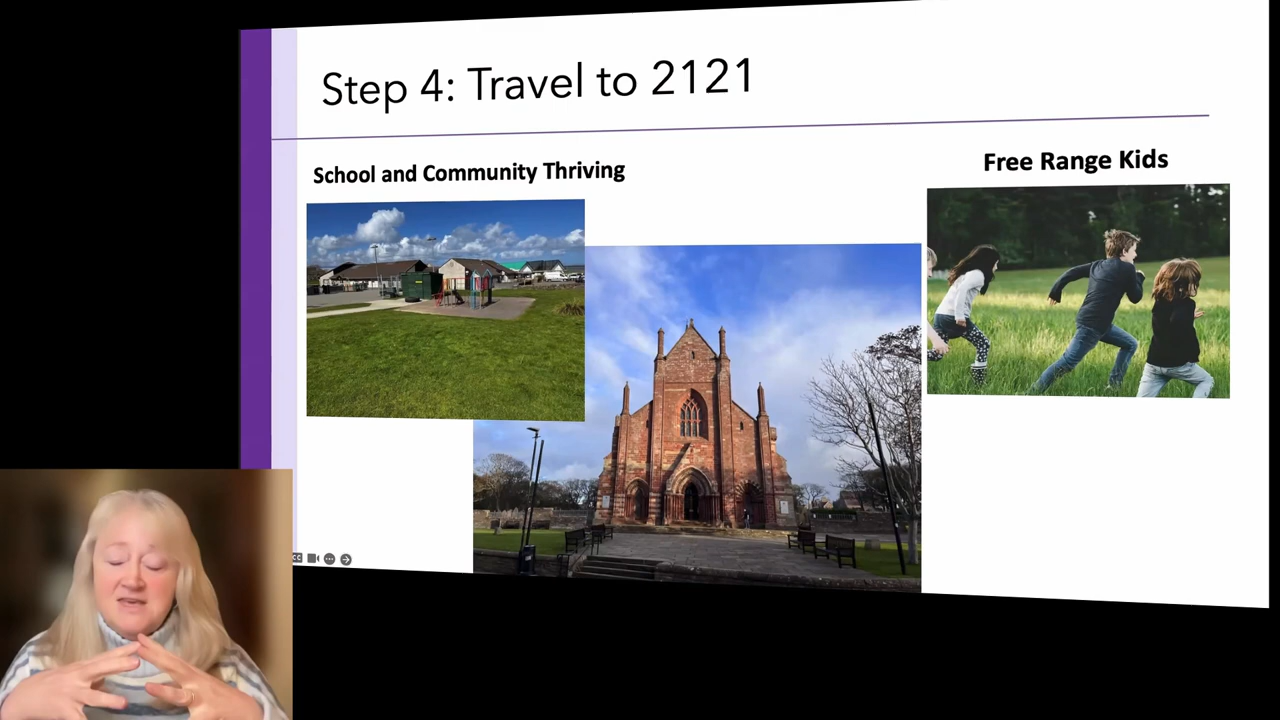 Step 4: Travel to 2121
School and Community Thriving
Free Range Kids